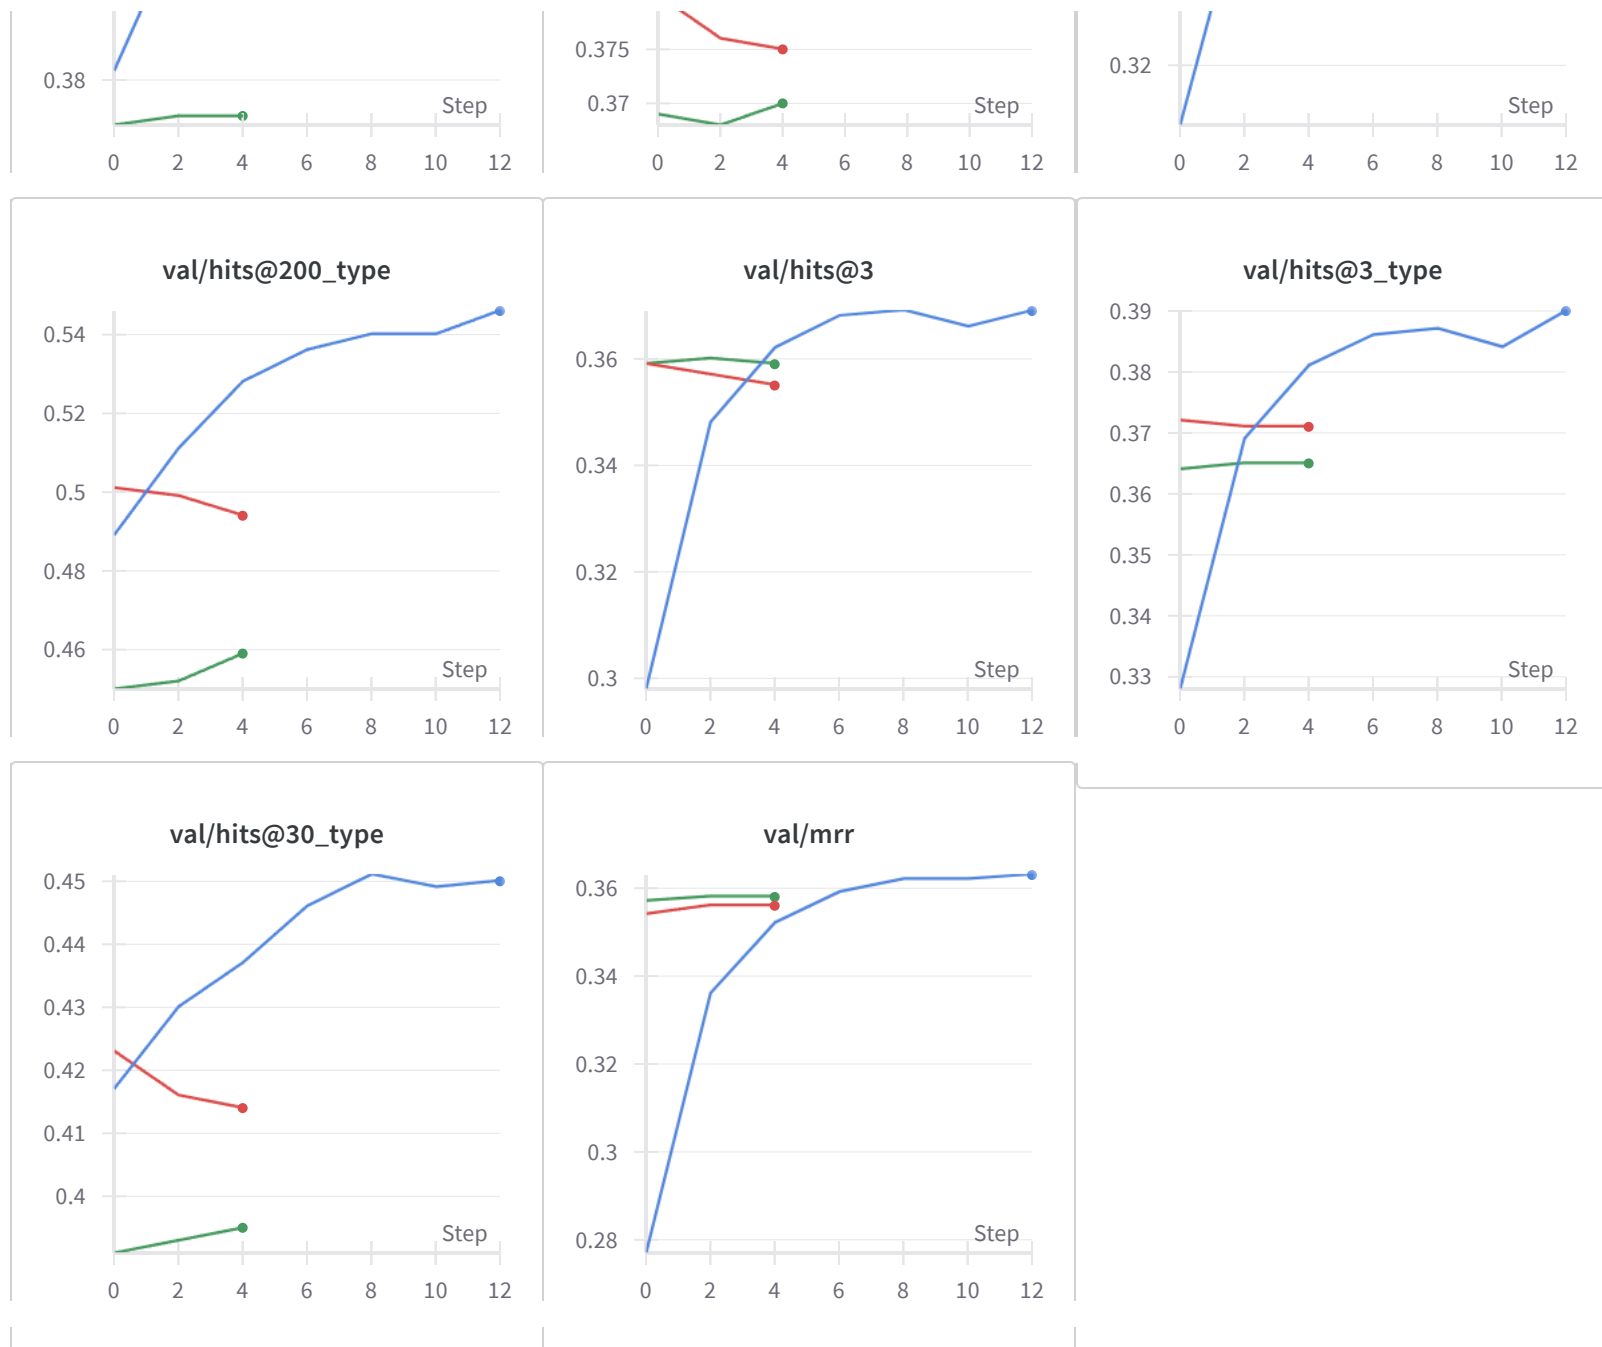 0.38
Step
0 2 4 6 8 10 12
0.375
0.37
Step
0 2 4 6 8 10 12
0.32
Step
0 2 4 6 8 10 12
val/hits@200_type
0.54
0.52
0.5
0.48
0.46
Step
0 2 4 6 8 10 12
val/hits@3
0.36
0.34
0.32
0.3
Step
0 2 4 6 8 10 12
val/hits@3_type
0.39
0.38
0.37
0.36
0.35
0.34
0.33
Step
0 2 4 6 8 10 12
val/hits@30_type
0.45
0.44
0.43
0.42
0.41
0.4
Step
0 2 4 6 8 10 12
val/mrr
0.36
0.34
0.32
0.3
0.28
Step
0 2 4 6 8 10 12